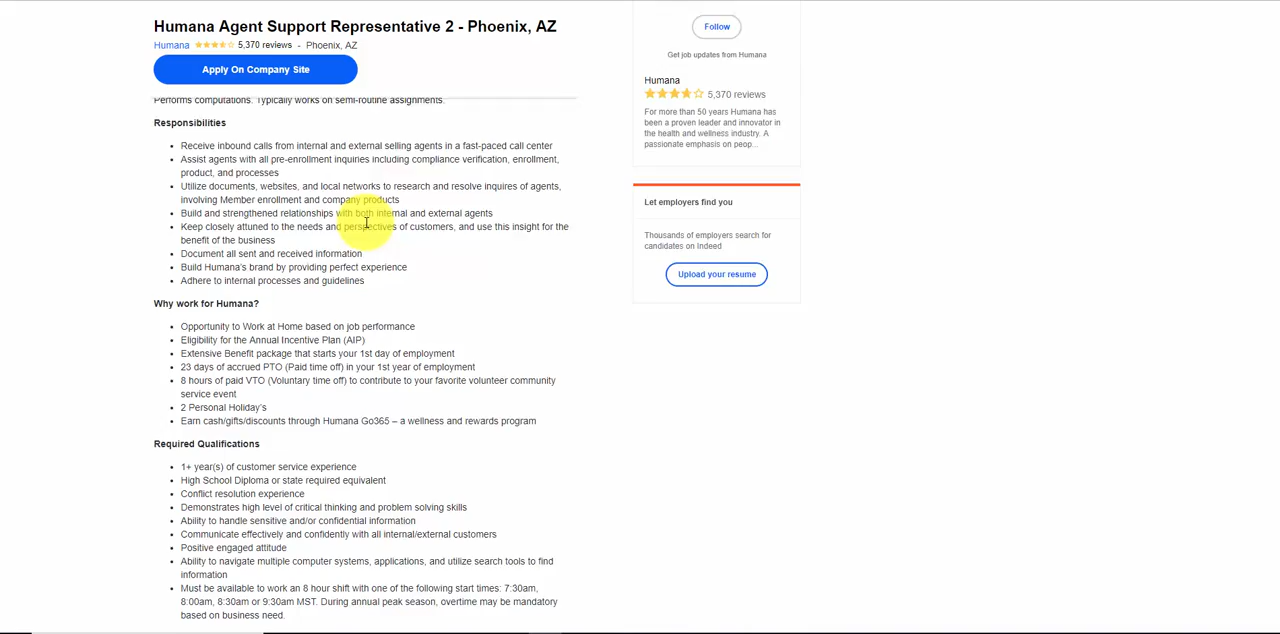 Humana Agent Support Representative 2 - Phoenix, AZ
Humana 5,370 reviews - Phoenix, AZ
Apply On Company Site
Performs computations. Typically works on semi-routine assignments.
Responsibilities
• Receive inbound calls from internal and external selling agents in a fast-paced call center
• Assist agents with all pre-enrollment inquiries including compliance verification, enrollment,
product, and processes
• Utilize documents, websites, and local networks to research and resolve inquires of agents,
involving Member enrollment and company products
• Build and strengthened relationships with both internal and external agents
• Keep closely attuned to the needs and perspectives of customers, and use this insight for the
benefit of the business
• Document all sent and received information
• Build Humana's brand by providing perfect experience
• Adhere to internal processes and guidelines
Why work for Humana?
• Opportunity to Work at Home based on job performance
• Eligibility for the Annual Incentive Plan (AIP)
• Extensive Benefit package that starts your 1st day of employment
• 23 days of accrued PTO (Paid time off) in your 1st year of employment
• 8 hours of paid VTO (Voluntary time off) to contribute to your favorite volunteer community
service event
• 2 Personal Holiday's
• Earn cash/gifts/discounts through Humana Go365 – a wellness and rewards program
Required Qualifications
• 1+ year(s) of customer service experience
• High School Diploma or state required equivalent
• Conflict resolution experience
• Demonstrates high level of critical thinking and problem solving skills
• Ability to handle sensitive and/or confidential information
• Communicate effectively and confidently with all internal/external customers
• Positive engaged attitude
• Ability to navigate multiple computer systems, applications, and utilize search tools to find
information
• Must be available to work an 8 hour shift with one of the following start times: 7:30am,
8:00am, 8:30am or 9:30am MST. During annual peak season, overtime may be mandatory
based on business need.
Follow
Get job updates from Humana
Humana
5,370 reviews
For more than 50 years Humana has
been a proven leader and innovator in
the health and wellness industry. A
passionate emphasis on peop...
Let employers find you
Thousands of employers search for
candidates on Indeed
Upload your resume